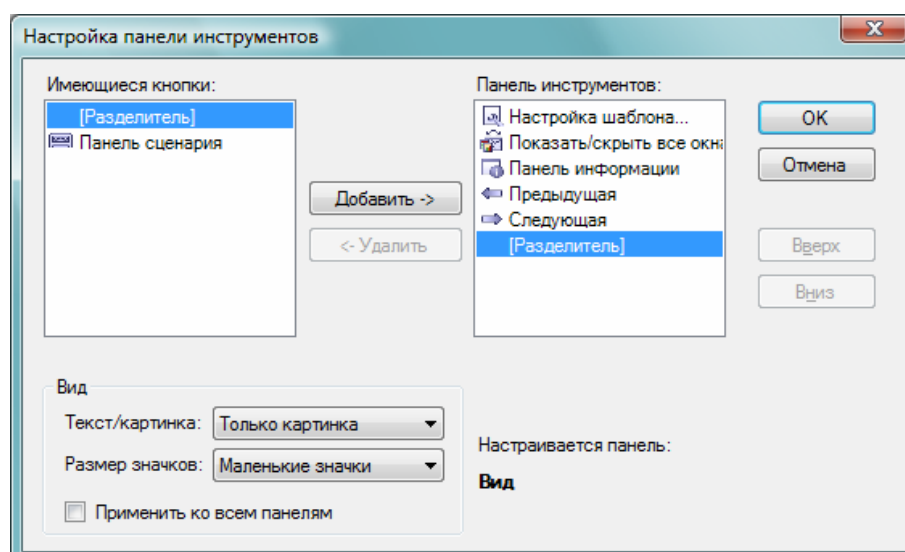 Настройка панели инструментов
Имеющиеся кнопки:
[Разделитель]
Панель сценария
Добавить ->
<- Удалить
Панель инструментов:
Настройка шаблона...
Показать/скрыть все окн
Панель информации
Предыдущая
Следующая
[Разделитель]
OK
Отмена
Вверх
Вниз
Вид
Текст/картинка: Только картинка
Размер значков: Маленькие значки
Применить ко всем панелям
Настраивается панель:
Вид